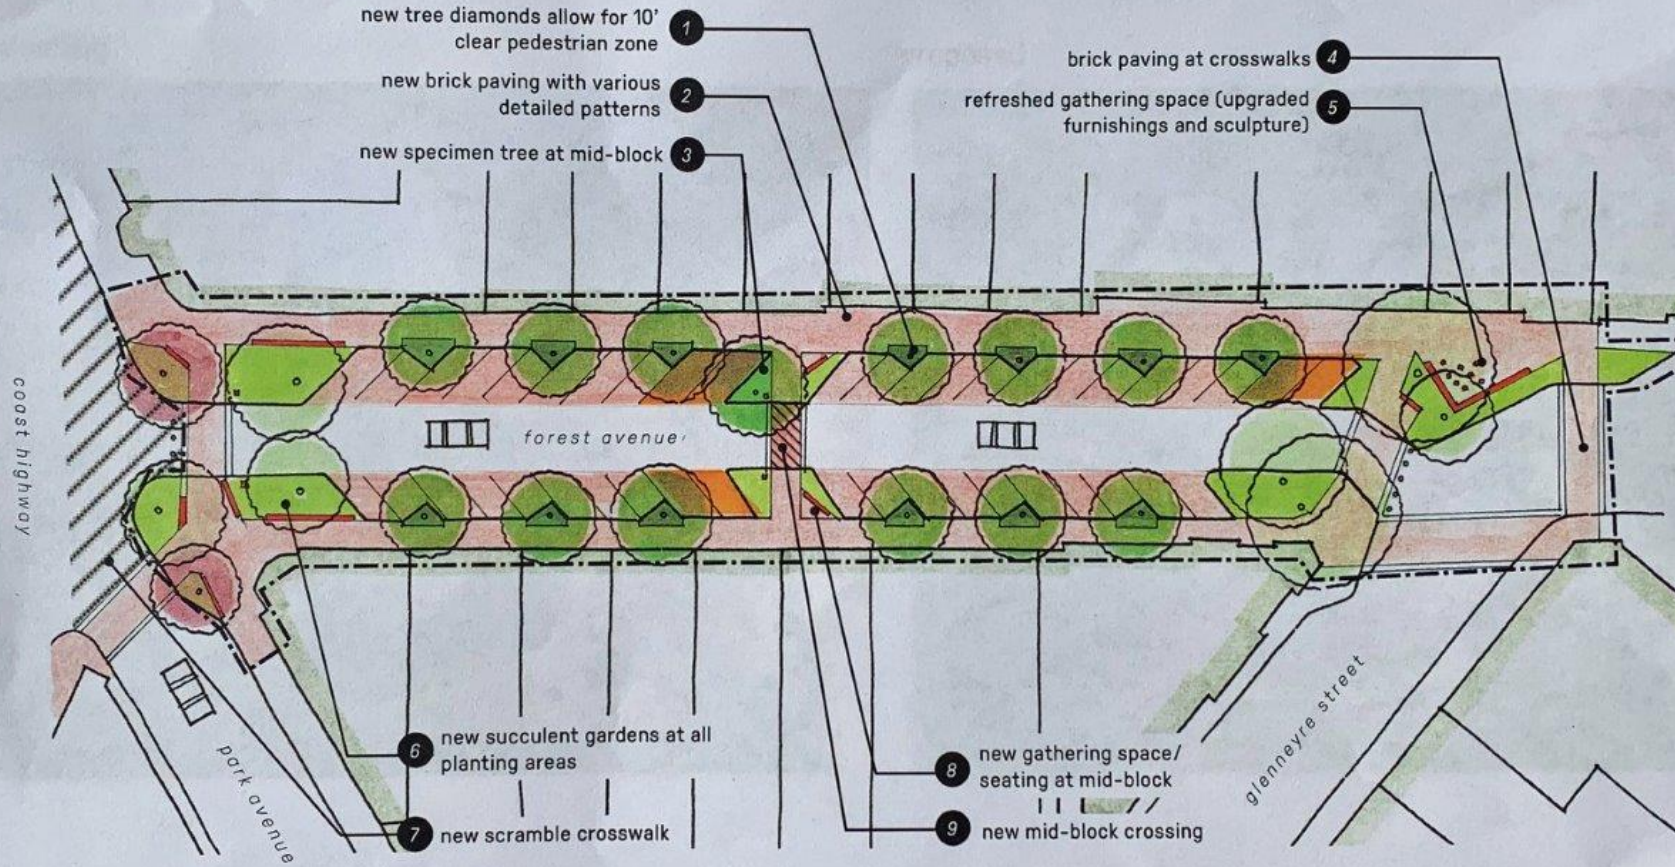 new tree diamonds allow for 10'
clear pedestrian zone
1
new brick paving with various
detailed patterns
2
new specimen tree at mid-block
3
brick paving at crosswalks
4
refreshed gathering space (upgraded
furnishings and sculpture)
5
coast highway
forest avenue
6
new succulent gardens at all
planting areas
7
new scramble crosswalk
park avenue
8
new gathering space/
seating at mid-block
9
new mid-block crossing
glenneyre street